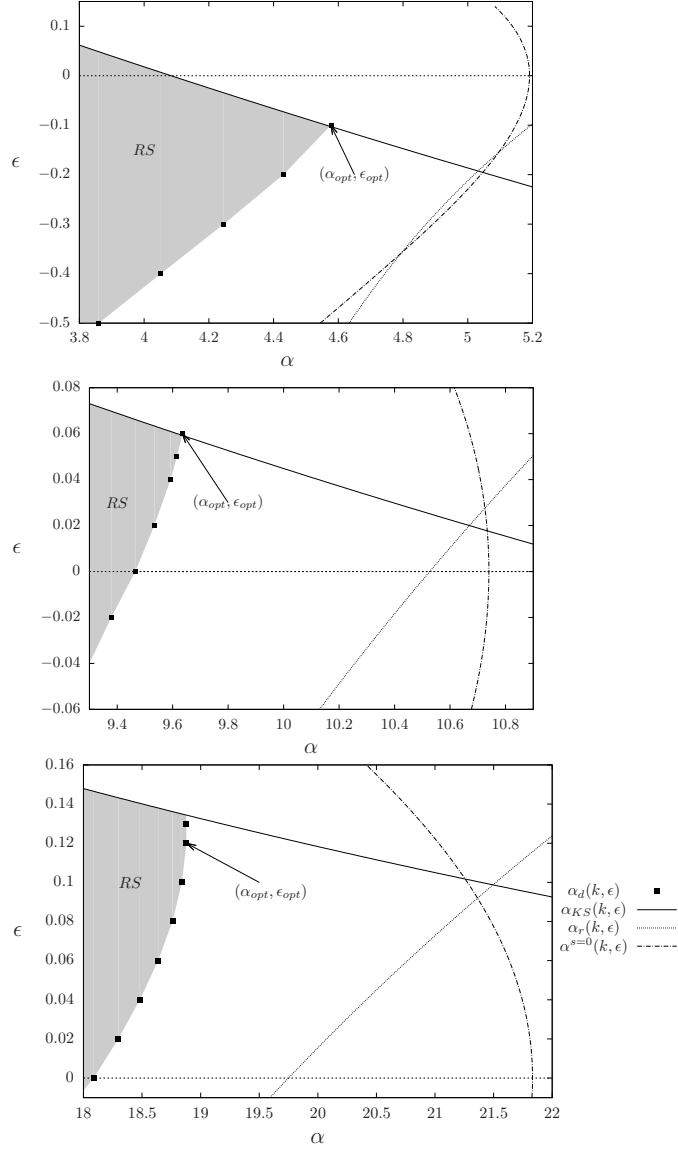 0.1
0
−0.1
−0.2
−0.3
−0.4
−0.5
ϵ
RS
(α_opt, ϵ_opt)
3.8 4 4.2 4.4 4.6 4.8 5 5.2
α
0.08
0.06
0.04
0.02
0
−0.02
−0.04
−0.06
ϵ
RS
(α_opt, ϵ_opt)
9.4 9.6 9.8 10 10.2 10.4 10.6 10.8
α
0.16
0.14
0.12
0.1
0.08
0.06
0.04
0.02
0
ϵ
RS
(α_opt, ϵ_opt)
18 18.5 19 19.5 20 20.5 21 21.5 22
α
α_d(k, ϵ)
α_KS(k, ϵ)
α_r(k, ϵ)
α^{s=0}(k, ϵ)